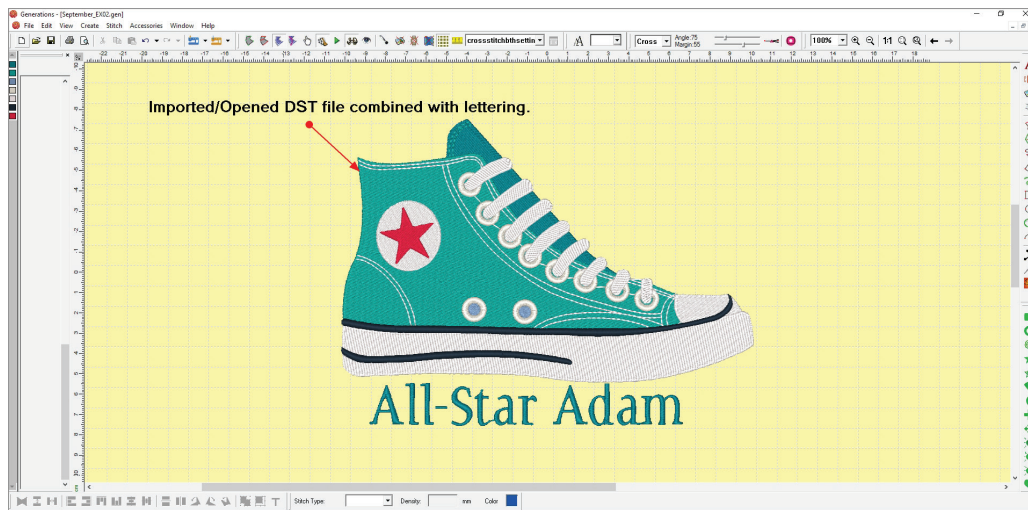 Generations - [September_EX02.gen]
File Edit View Create Stitch Accessories Window Help
crossstitchbthsettin
Cross
Angle:75
Margin:55
100%
1:1
Imported/Opened DST file combined with lettering.
All-Star Adam
Stitch Type: Density: mm Color